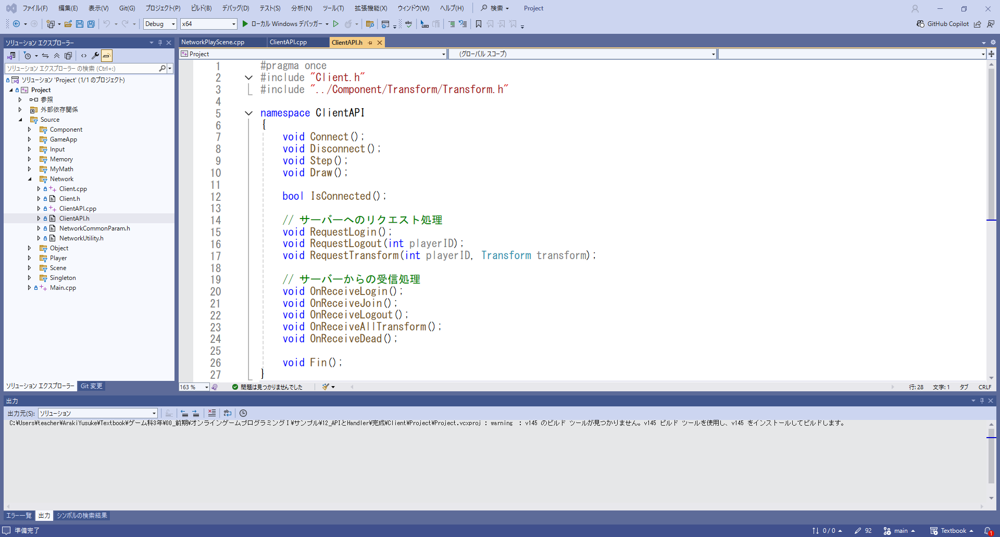 ファイル(F) 編集(E) 表示(V) Git(G) プロジェクト(P) ビルド(B) デバッグ(D) テスト(S) 分析(N) ツール(T) 拡張機能(X) ウィンドウ(W) ヘルプ(H) 検索 Project
Debug x64 ローカル Windows デバッガー GitHub Copilot
ソリューション エクスプローラー
ソリューション エクスプローラー の検索 (Ctrl+:)
ソリューション 'Project' (1/1 のプロジェクト)
Project
参照
外部依存関係
Source
Component
GameApp
Input
Memory
MyMath
Network
Client.cpp
Client.h
ClientAPI.cpp
ClientAPI.h
NetworkCommonParam.h
NetworkUtility.h
Object
Player
Scene
Singleton
Main.cpp
ソリューション エクスプローラー Git 変更
NetworkPlayScene.cpp ClientAPI.cpp ClientAPI.h
Project (グローバル スコープ)
1 #pragma once
2 #include "Client.h"
3 #include "../Component/Transform/Transform.h"
4
5 namespace ClientAPI
6 {
7 void Connect();
8 void Disconnect();
9 void Step();
10 void Draw();
11
12 bool IsConnected();
13
14 // サーバーへのリクエスト処理
15 void RequestLogin();
16 void RequestLogout(int playerID);
17 void RequestTransform(int playerID, Transform transform);
18
19 // サーバーからの受信処理
20 void OnReceiveLogin();
21 void OnReceiveJoin();
22 void OnReceiveLogout();
23 void OnReceiveAllTransform();
24 void OnReceiveDead();
25
26 void Fin();
27 }
163 % 問題は見つかりませんでした 行: 28 文字: 1 タブ CRLF
出力
出力元(S): ソリューション
C:¥Users¥teacher¥ArakiYusuke¥Textbook¥ゲーム科3年¥00_前期¥オンラインゲームプログラミングⅠ¥サンプル¥12_APIとHandler¥完成¥Client¥Project¥Project.vcxproj : warning : v145 のビルド ツールが見つかりません。v145 ビルド ツールを使用し、v145 をインストールしてビルドします。
エラー一覧 出力 シンボルの検索結果
準備完了 0 / 0 92 main Textbook 1